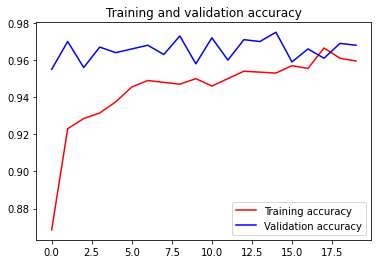 Training and validation accuracy
0.98
0.96
0.94
0.92
0.90
0.88
0.0 2.5 5.0 7.5 10.0 12.5 15.0 17.5
Training accuracy
Validation accuracy